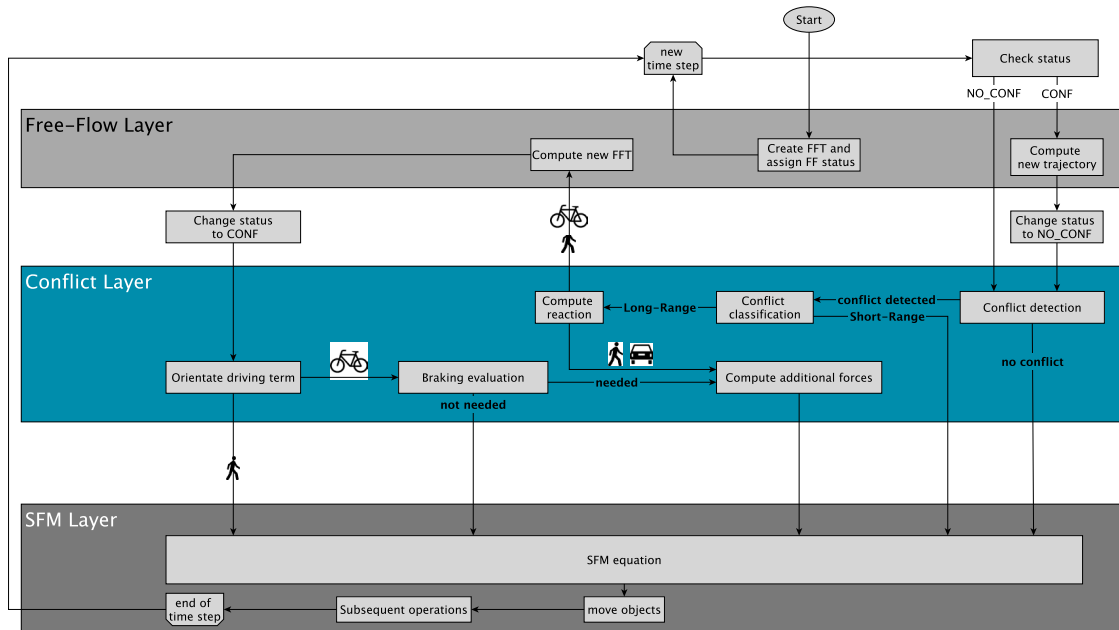 Start
new
time step
Check status
NO_CONF
CONF
Free-Flow Layer
Compute new FFT
Create FFT and
assign FF status
Compute
new trajectory
Change status
to CONF
Change status
to NO_CONF
Conflict Layer
Compute
reaction
Long-Range
Conflict
classification
conflict detected
Short-Range
Conflict detection
no conflict
Orientate driving term
Braking evaluation
needed
not needed
Compute additional forces
SFM Layer
SFM equation
end of
time step
Subsequent operations
move objects